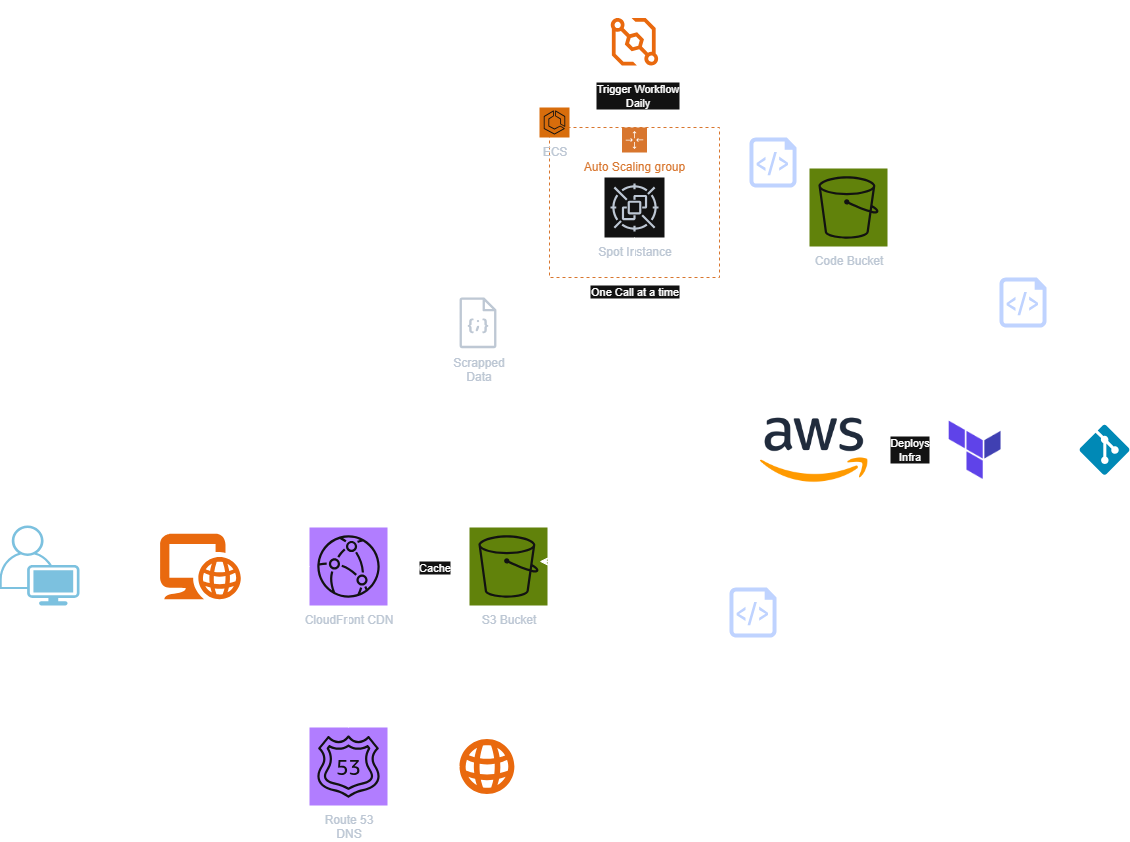 Trigger Workflow
Daily
ECS
Auto Scaling group
Spot Instance
One Call at a time
Code Bucket
Scrapped
Data
aws
Deploys
Infra
CloudFront CDN
Cache
S3 Bucket
53
Route 53
DNS